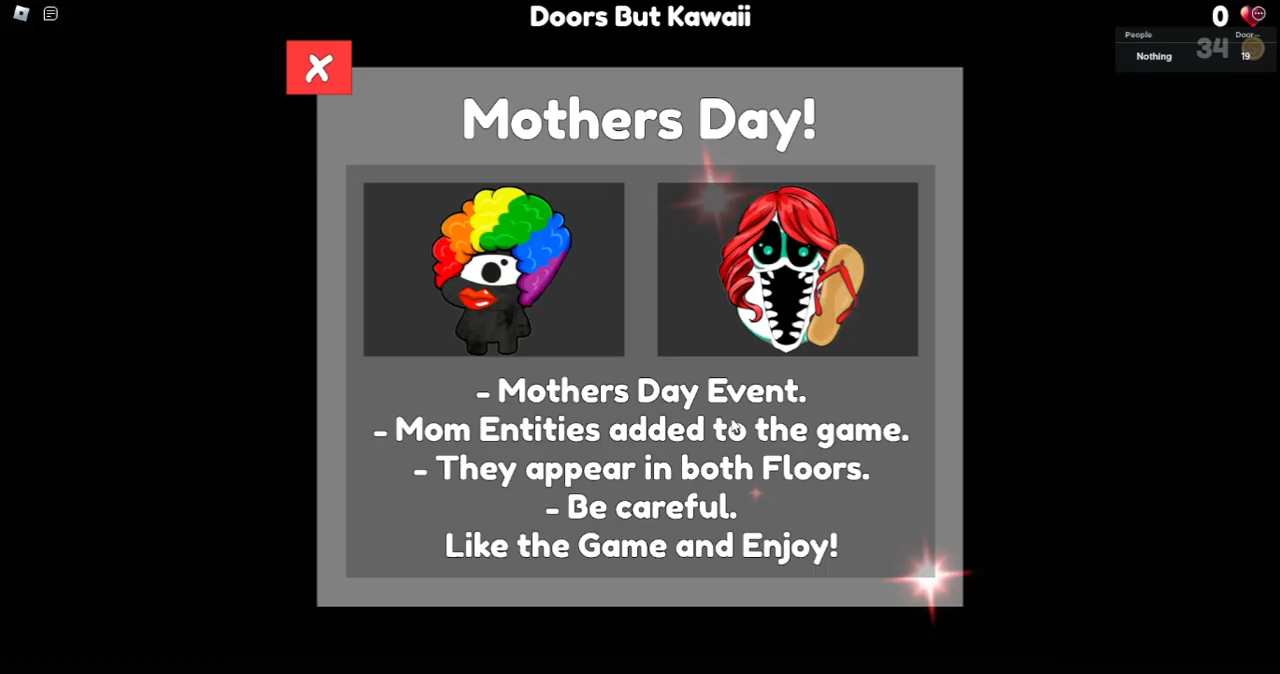 Doors But Kawaii
0
People Door...
34
Nothing 19
X
Mothers Day!
- Mothers Day Event.
- Mom Entities added to the game.
- They appear in both Floors.
- Be careful.
Like the Game and Enjoy!